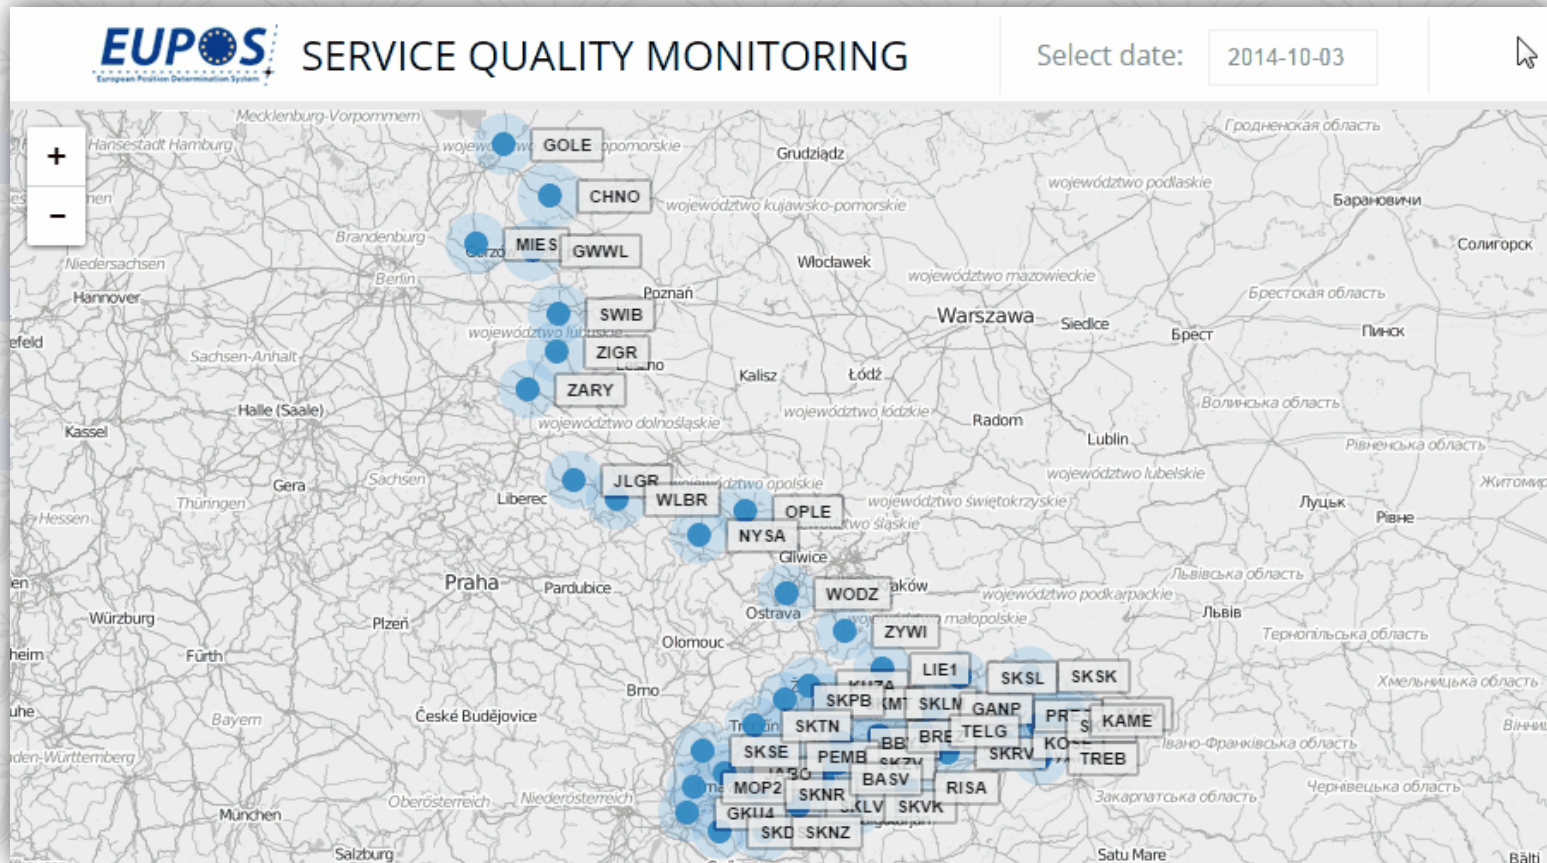 EUPOS
European Position Determination System
SERVICE QUALITY MONITORING
Select date:
2014-10-03
+
−
Mecklenburg-Vorpommern
Hansestadt Hamburg
GOLE
Grudziądz
Гродненская область
województwo podlaskie
CHNO
województwo kujawsko-pomorskie
Барановичи
Brandenburg
MIES
GWWL
Солигорск
Niedersachsen
Włocławek
województwo mazowieckie
Berlin
Hannover
Poznań
Брестская область
SWIB
Warszawa
Siedlce
Брест
Пинск
Sachsen-Anhalt
ZIGR
Kalisz
Łódź
ZARY
Halle (Saale)
województwo łódzkie
Волинська область
Kassel
województwo dolnośląskie
Radom
Lublin
Рівненська область
Gera
Sachsen
JLGR
województwo opolskie
województwo lubelskie
Thüringen
Liberec
WLBR
OPLE
województwo świętokrzyskie
Луцьк
Hessen
NYSA
Рівне
Gliwice
Praha
Pardubice
WODZ
województwo podkarpackie
Львівська область
Würzburg
Plzeň
Ostrava
małopolskie
Львів
Olomouc
ZYWI
Тернопільська область
Fürth
LIE1
SKSL
SKSK
Хмельницька область
Brno
SKPB
SKLM
GANP
KAME
Bayern
České Budějovice
SKTN
TELG
Івано-Франківська область
SKSE
PEMB
SKRV
TREB
MOP2
SKNR
BASV
RISA
Oberösterreich
Niederösterreich
SKVK
Закарпатська область
Чернівецька область
München
GKU4
SKNZ
Salzburg
Satu Mare
Bălți